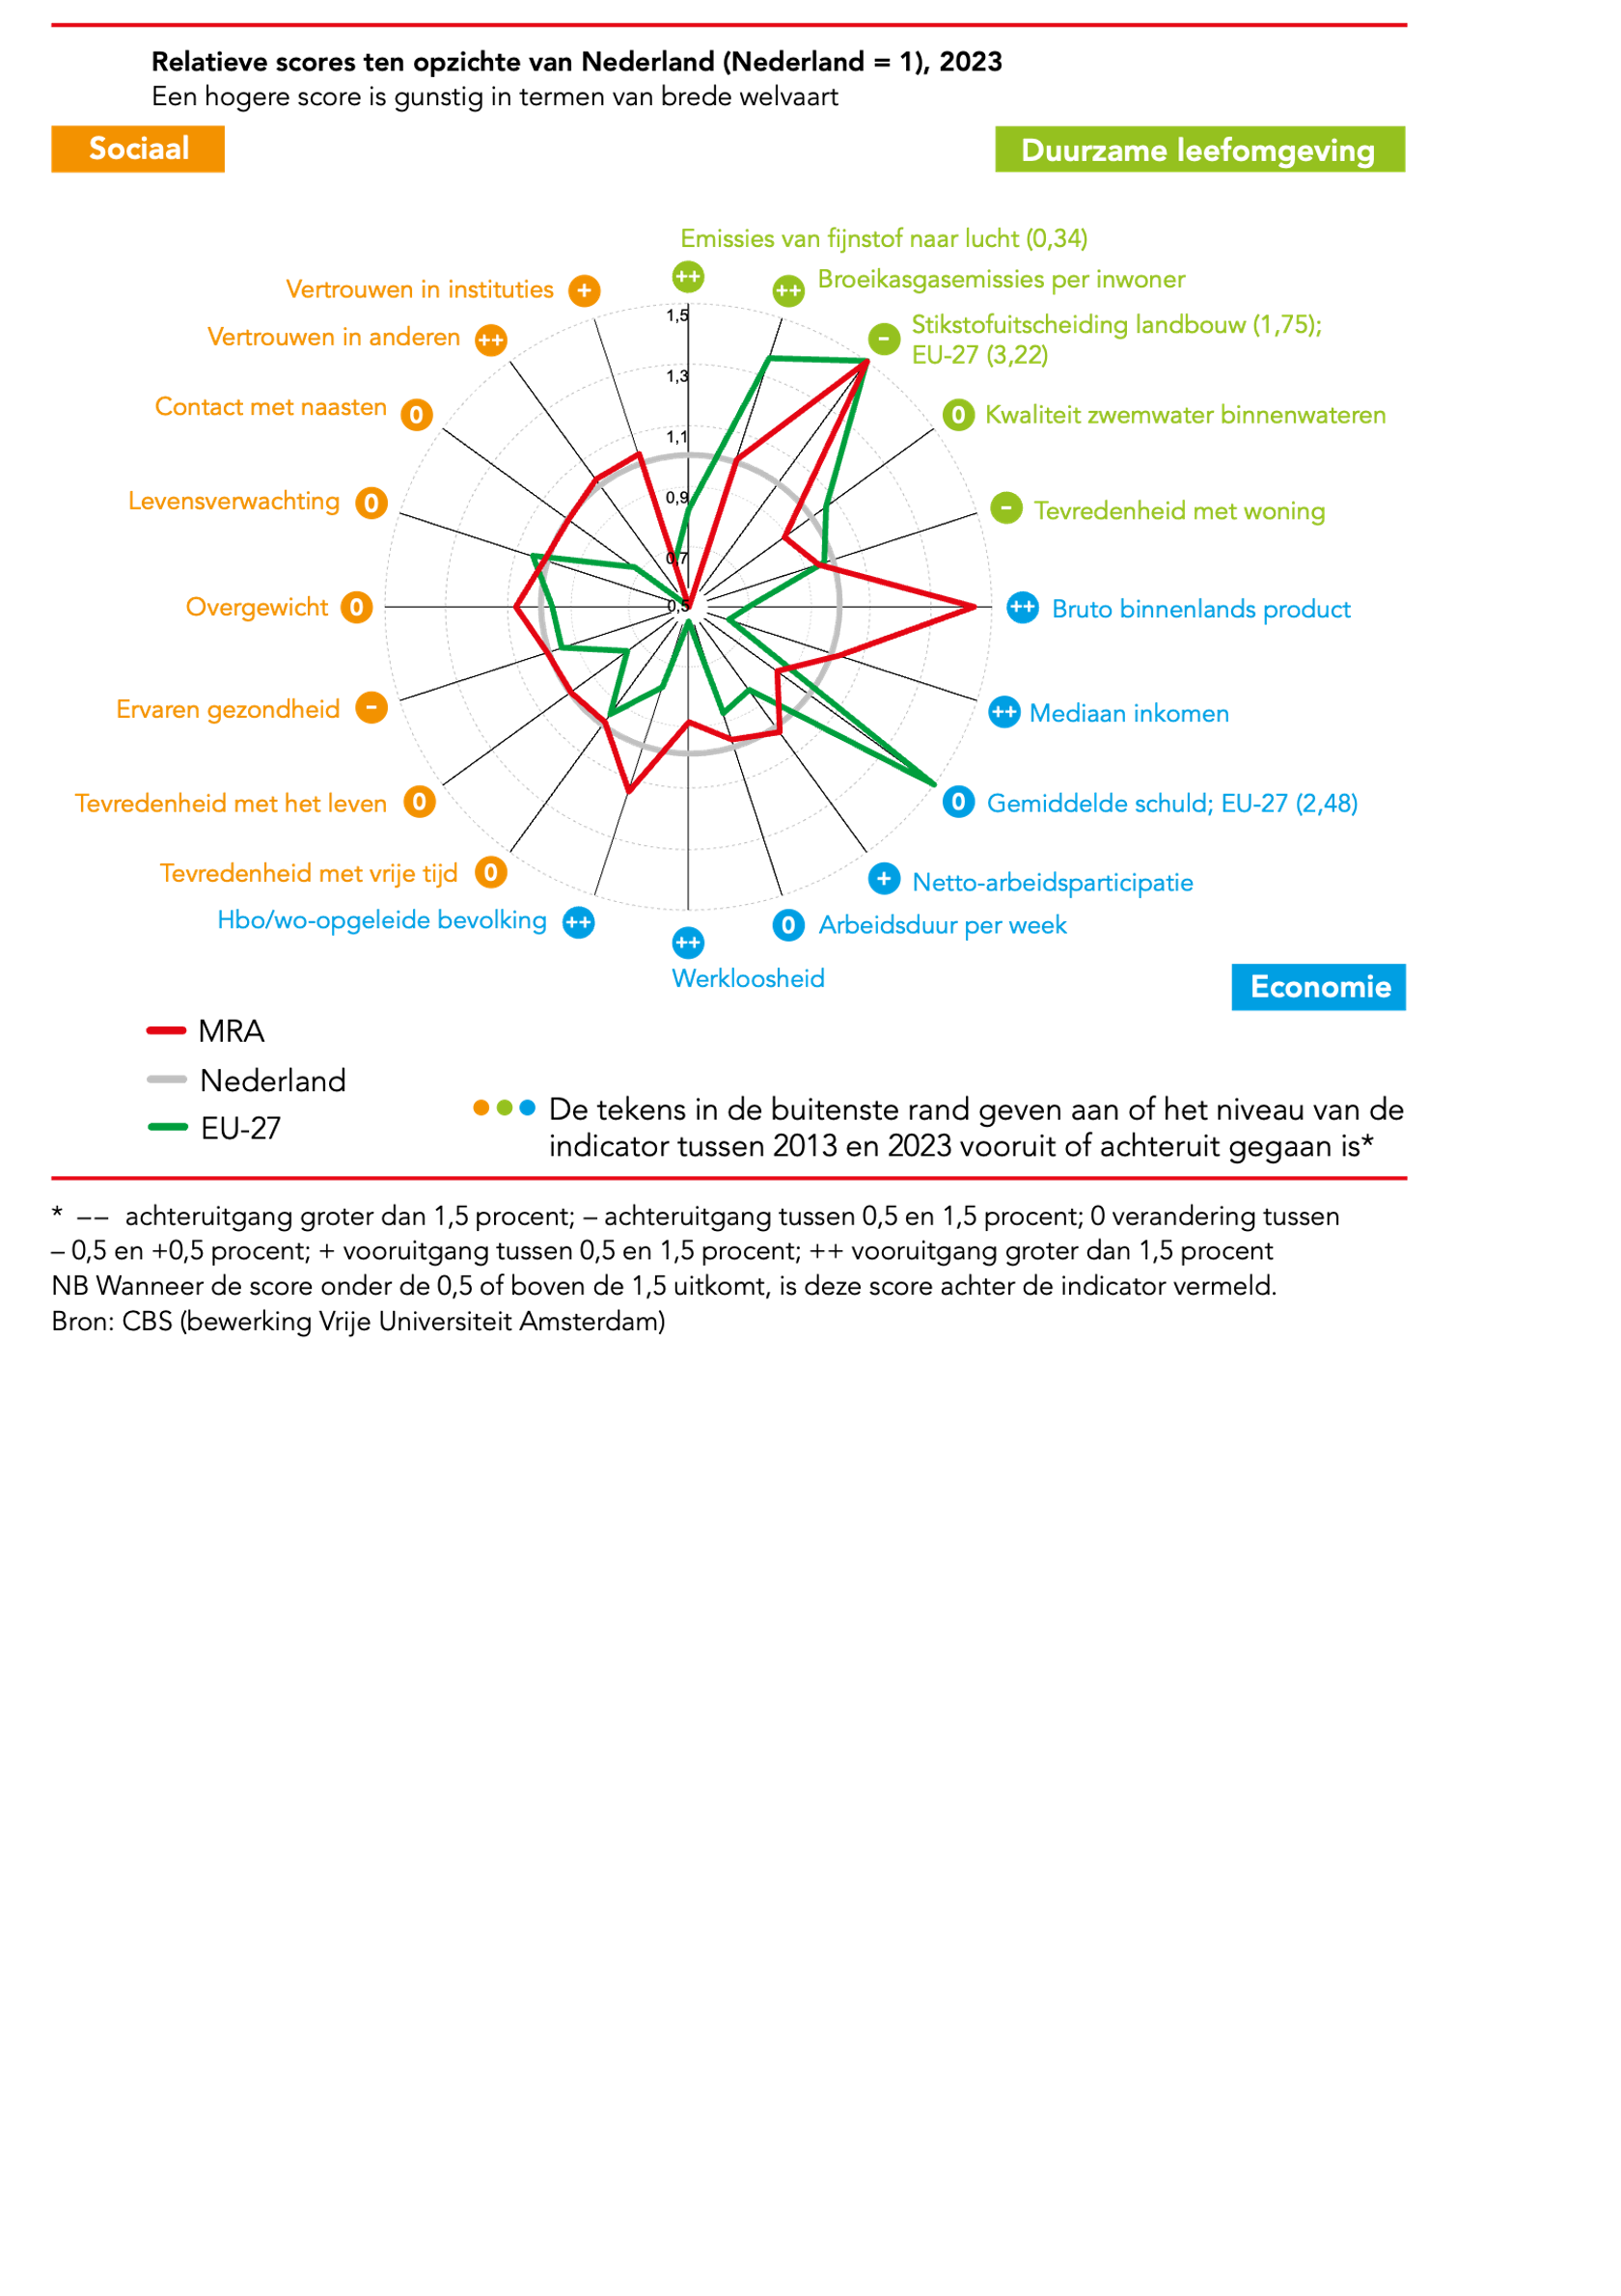 Relatieve scores ten opzichte van Nederland (Nederland = 1), 2023
Een hogere score is gunstig in termen van brede welvaart
Sociaal
Duurzame leefomgeving
Emissies van fijnstof naar lucht (0,34)
++
Broeikasgasemissies per inwoner
++
Stikstofuitscheiding landbouw (1,75);
EU-27 (3,22)
-
Kwaliteit zwemwater binnenwateren
0
Tevredenheid met woning
-
Bruto binnenlands product
++
Mediaan inkomen
++
Gemiddelde schuld; EU-27 (2,48)
0
Netto-arbeidsparticipatie
+
Arbeidsduur per week
0
Werkloosheid
++
Hbo/wo-opgeleide bevolking
++
Tevredenheid met vrije tijd
0
Tevredenheid met het leven
0
Ervaren gezondheid
-
Overgewicht
0
Levensverwachting
0
Contact met naasten
0
Vertrouwen in anderen
++
Vertrouwen in instituties
+
1,5
1,3
1,1
0,9
0,7
0,5
Economie
MRA
Nederland
EU-27
De tekens in de buitenste rand geven aan of het niveau van de
indicator tussen 2013 en 2023 vooruit of achteruit gegaan is*
* –– achteruitgang groter dan 1,5 procent; – achteruitgang tussen 0,5 en 1,5 procent; 0 verandering tussen
– 0,5 en +0,5 procent; + vooruitgang tussen 0,5 en 1,5 procent; ++ vooruitgang groter dan 1,5 procent
NB Wanneer de score onder de 0,5 of boven de 1,5 uitkomt, is deze score achter de indicator vermeld.
Bron: CBS (bewerking Vrije Universiteit Amsterdam)